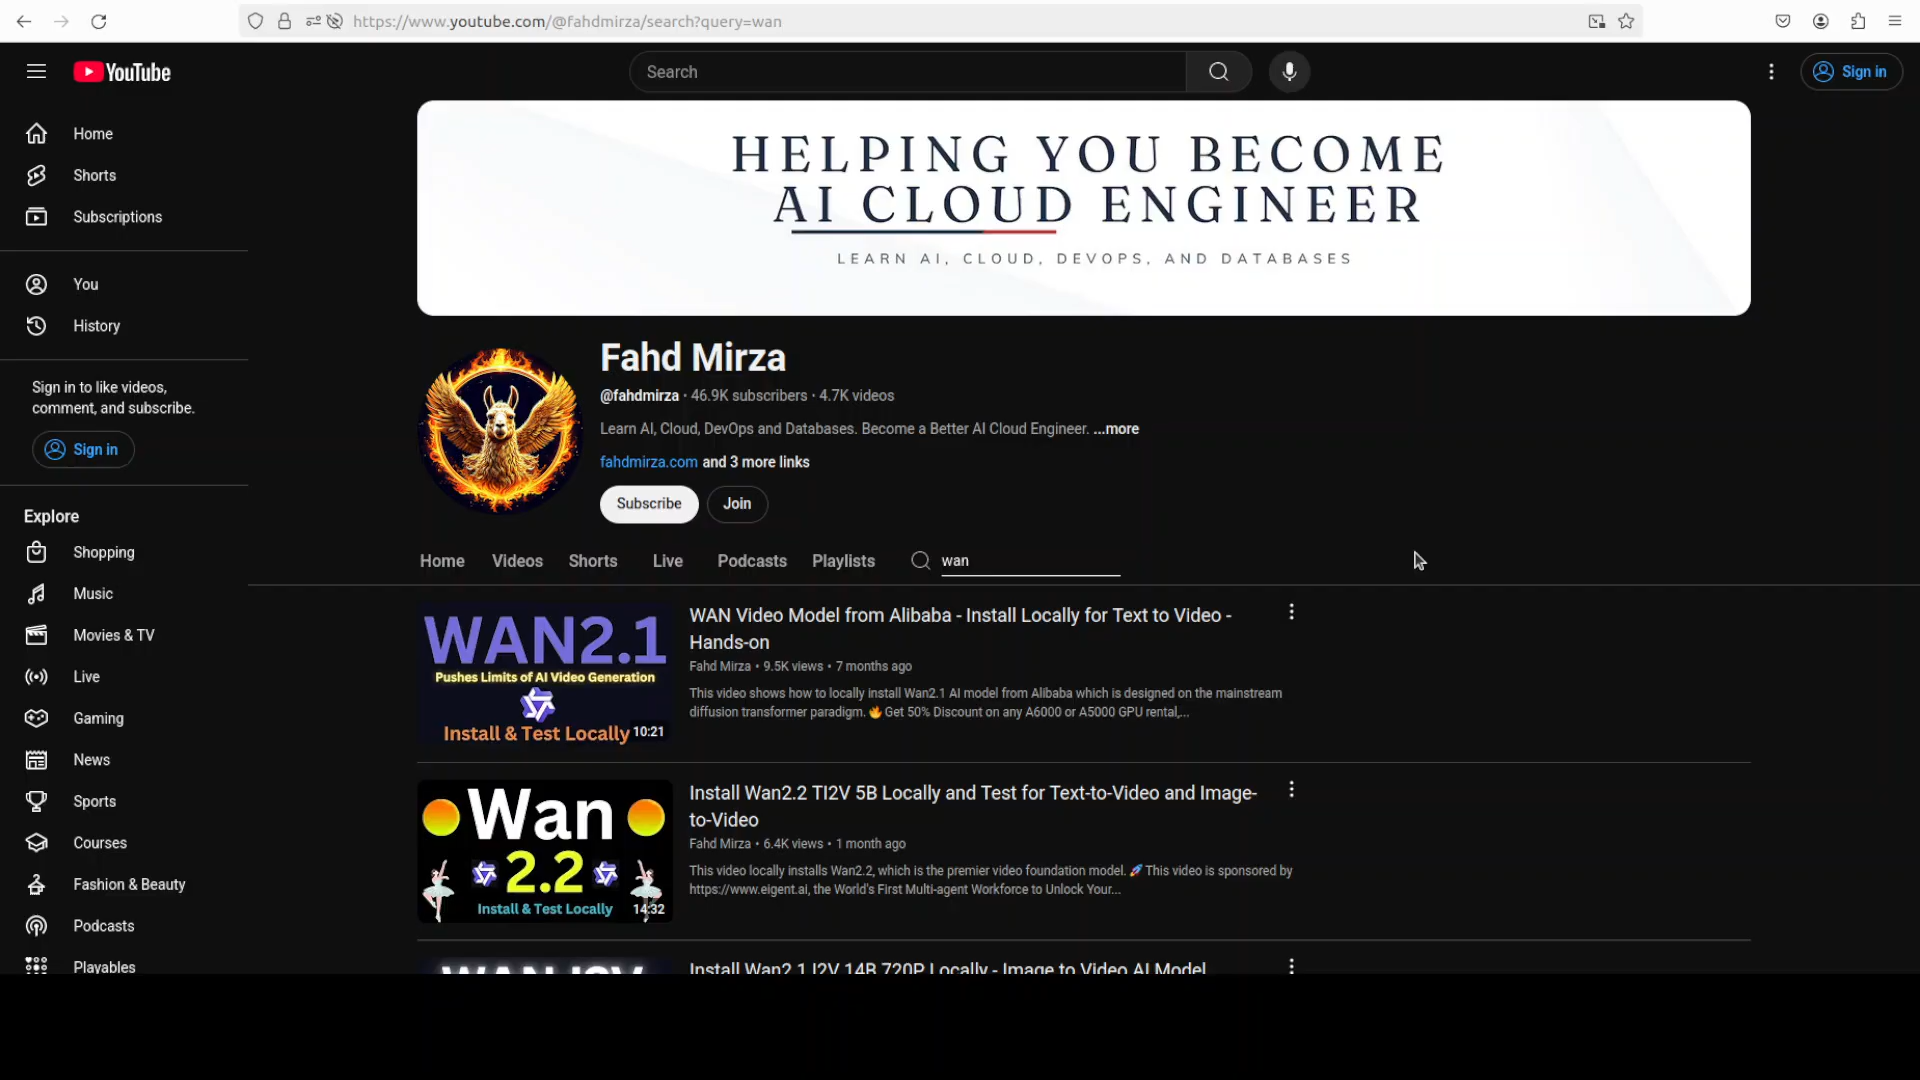 https://www.youtube.com/@fahdmirza/search?query=wan
YouTube
Search
Sign in
Home
Shorts
Subscriptions
You
History
Sign in to like videos,
comment, and subscribe.
Sign in
Explore
Shopping
Music
Movies & TV
Live
Gaming
News
Sports
Courses
Fashion & Beauty
Podcasts
Playables
HELPING YOU BECOME
AI CLOUD ENGINEER
LEARN AI, CLOUD, DEVOPS, AND DATABASES
Fahd Mirza
@fahdmirza · 46.9K subscribers · 4.7K videos
Learn AI, Cloud, DevOps and Databases. Become a Better AI Cloud Engineer. ...more
fahdmirza.com and 3 more links
Subscribe Join
Home Videos Shorts Live Podcasts Playlists wan
WAN2.1
Pushes Limits of AI Video Generation
Install & Test Locally 10:21
WAN Video Model from Alibaba - Install Locally for Text to Video -
Hands-on
Fahd Mirza • 9.5K views • 7 months ago
This video shows how to locally install Wan2.1 AI model from Alibaba which is designed on the mainstream
diffusion transformer paradigm. 🔥Get 50% Discount on any A6000 or A5000 GPU rental,...
Wan
2.2
Install & Test Locally 14:32
Install Wan2.2 TI2V 5B Locally and Test for Text-to-Video and Image-
to-Video
Fahd Mirza • 6.4K views • 1 month ago
This video locally installs Wan2.2, which is the premier video foundation model. 🚀This video is sponsored by
https://www.eigent.ai, the World's First Multi-agent Workforce to Unlock Your...
WAN I2V
Install Wan2.1 I2V 14B 720P Locally - Image to Video AI Model